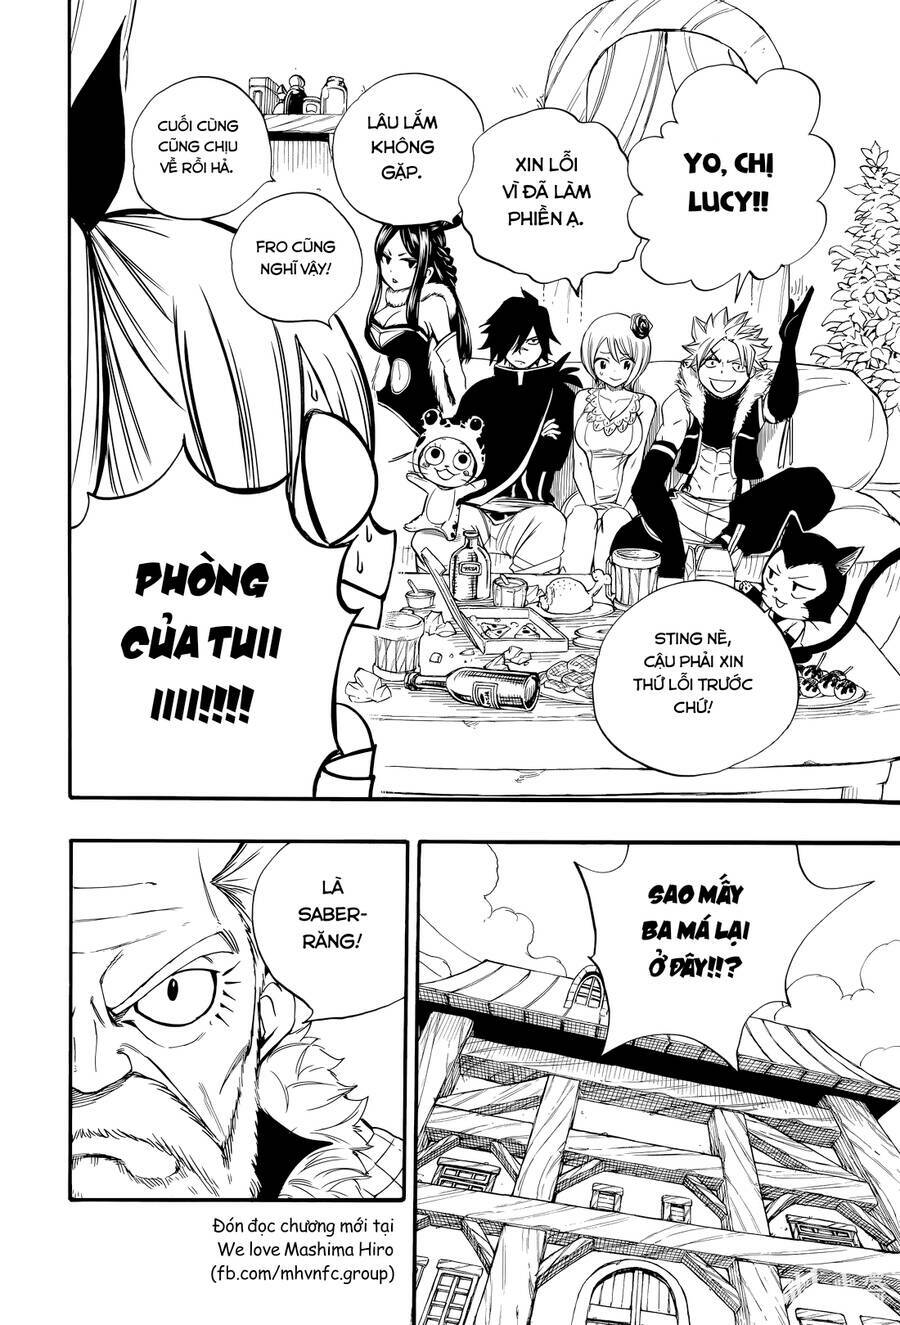 YO, CHỊ
LUCY!!
XIN LỖI
VÌ ĐÃ LÀM
PHIỀN Ạ.
LÂU LẮM
KHÔNG
GẶP.
CUỐI CÙNG
CŨNG CHỊU
VỀ RỒI HẢ.
FRO CŨNG
NGHĨ VẬY!
STING NÈ,
CẬU PHẢI XIN
THỨ LỖI TRƯỚC
CHỨ!
PHÒNG
CỦA TUII
IIIII!!!!
SAO MẤY
BA MÁ LẠI
Ở ĐÂY!!?
LÀ
SABER-
RĂNG!
Đón đọc chương mới tại
We love Mashima Hiro
(fb.com/mhvnfc.group)